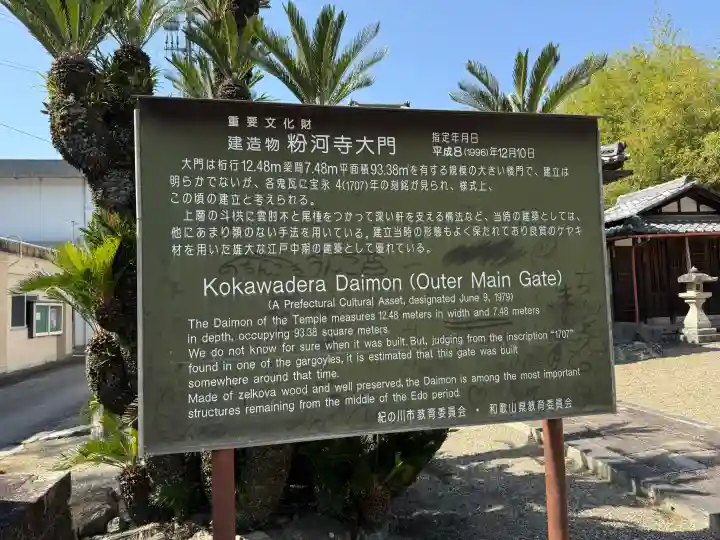 重要文化財
建造物 粉河寺大門
指定年月日
平成8(1996)年12月10日
大門は桁行12.48m梁間7.48m平面積93.38㎡を有する規模の大きい楼門で、建立は
明らかでないが、各鬼瓦に宝永4(1707)年の刻銘が見られ、様式上、
この頃の建立と考えられる。
上層の斗栱に雲肘木と尾棰をつかって深い軒を支える構法など、当時の建築としては、
他にあまり類のない手法を用いている。建立当時の形態もよく保たれており良質のケヤキ
材を用いた雄大な江戸中期の建築として優れている。
Kokawadera Daimon (Outer Main Gate)
(A Prefectural Cultural Asset, designated June 9, 1979)
The Daimon of the Temple measures 12.48 meters in width and 7.48 meters
in depth, occupying 93.38 square meters.
We do not know for sure when it was built. But, judging from the inscription "1707"
found in one of the gargoyles, it is estimated that this gate was built
somewhere around that time.
Made of zelkova wood and well preserved, the Daimon is among the most important
structures remaining from the middle of the Edo period.
紀の川市教育委員会・和歌山県教育委員会